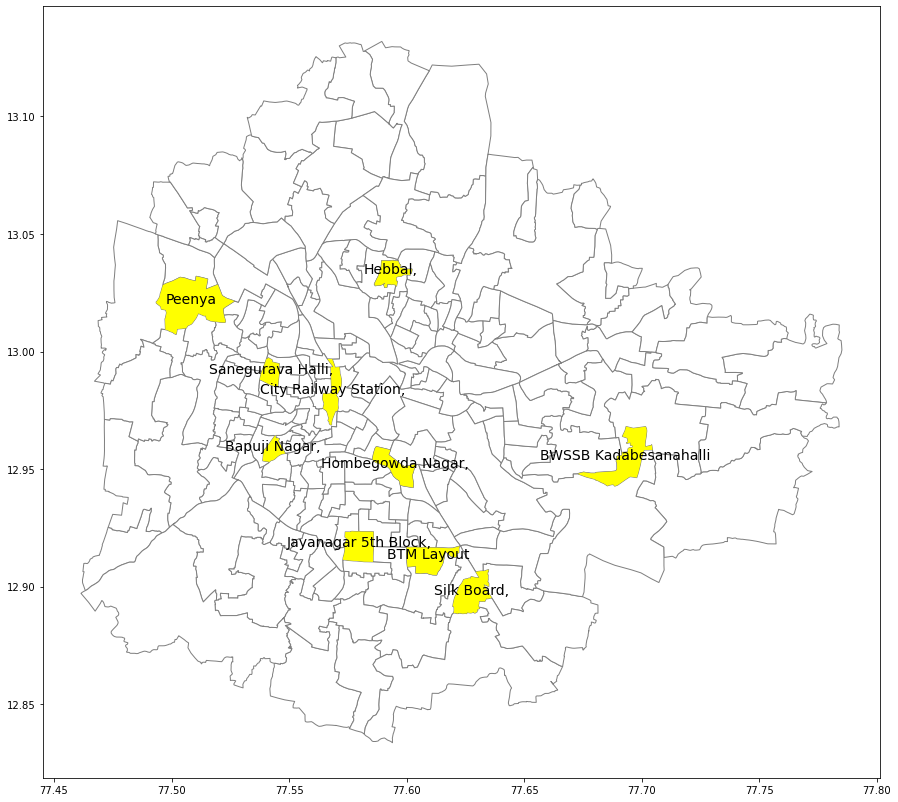 13.10
13.05
Hebbal,
Peenya
13.00
Sanegurava Halli,
City Railway Station,
Bapuji Nagar,
BWSSB Kadabesanahalli
Hombegowda Nagar,
12.95
Jayanagar 5th Block,
BTM Layout
Silk Board,
12.90
12.85
77.45 77.50 77.55 77.60 77.65 77.70 77.75 77.80